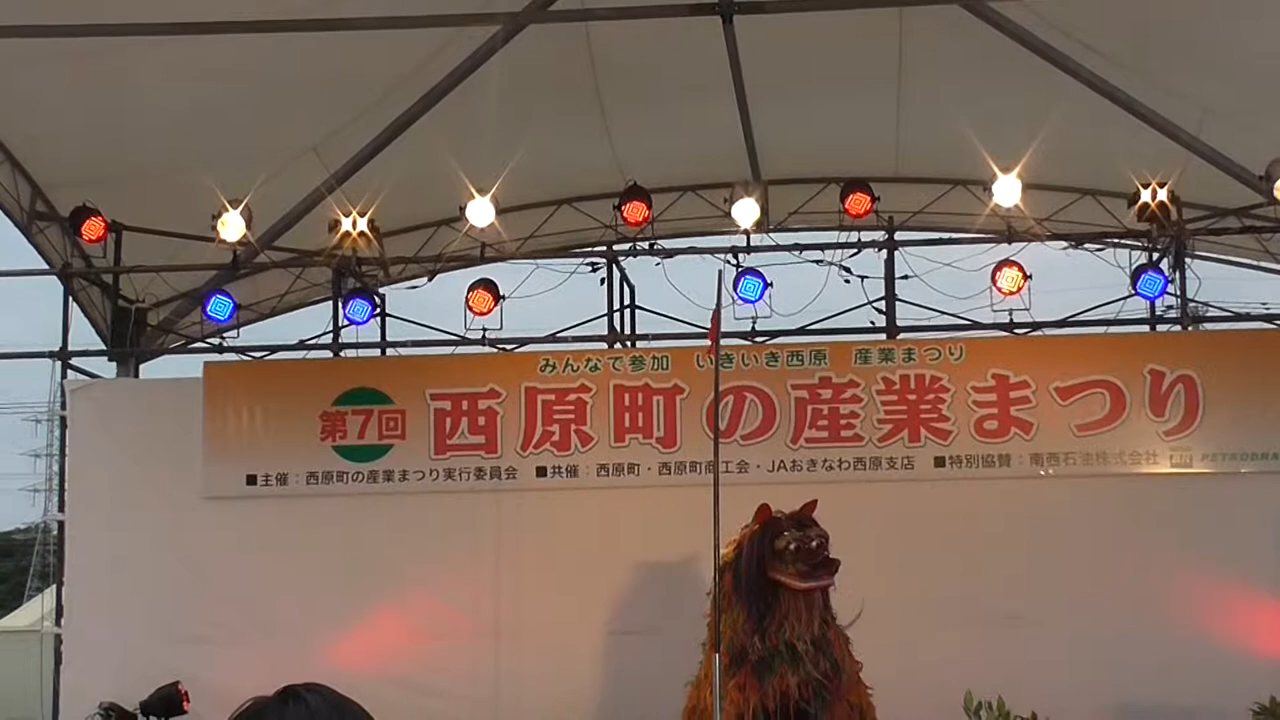 みんなで参加 いきいき西原 産業まつり
第7回 西原町の産業まつり
■主催：西原町の産業まつり実行委員会 ■共催：西原町・西原町商工会・JAおきなわ西原支店 ■特別協賛：南西石油株式会社